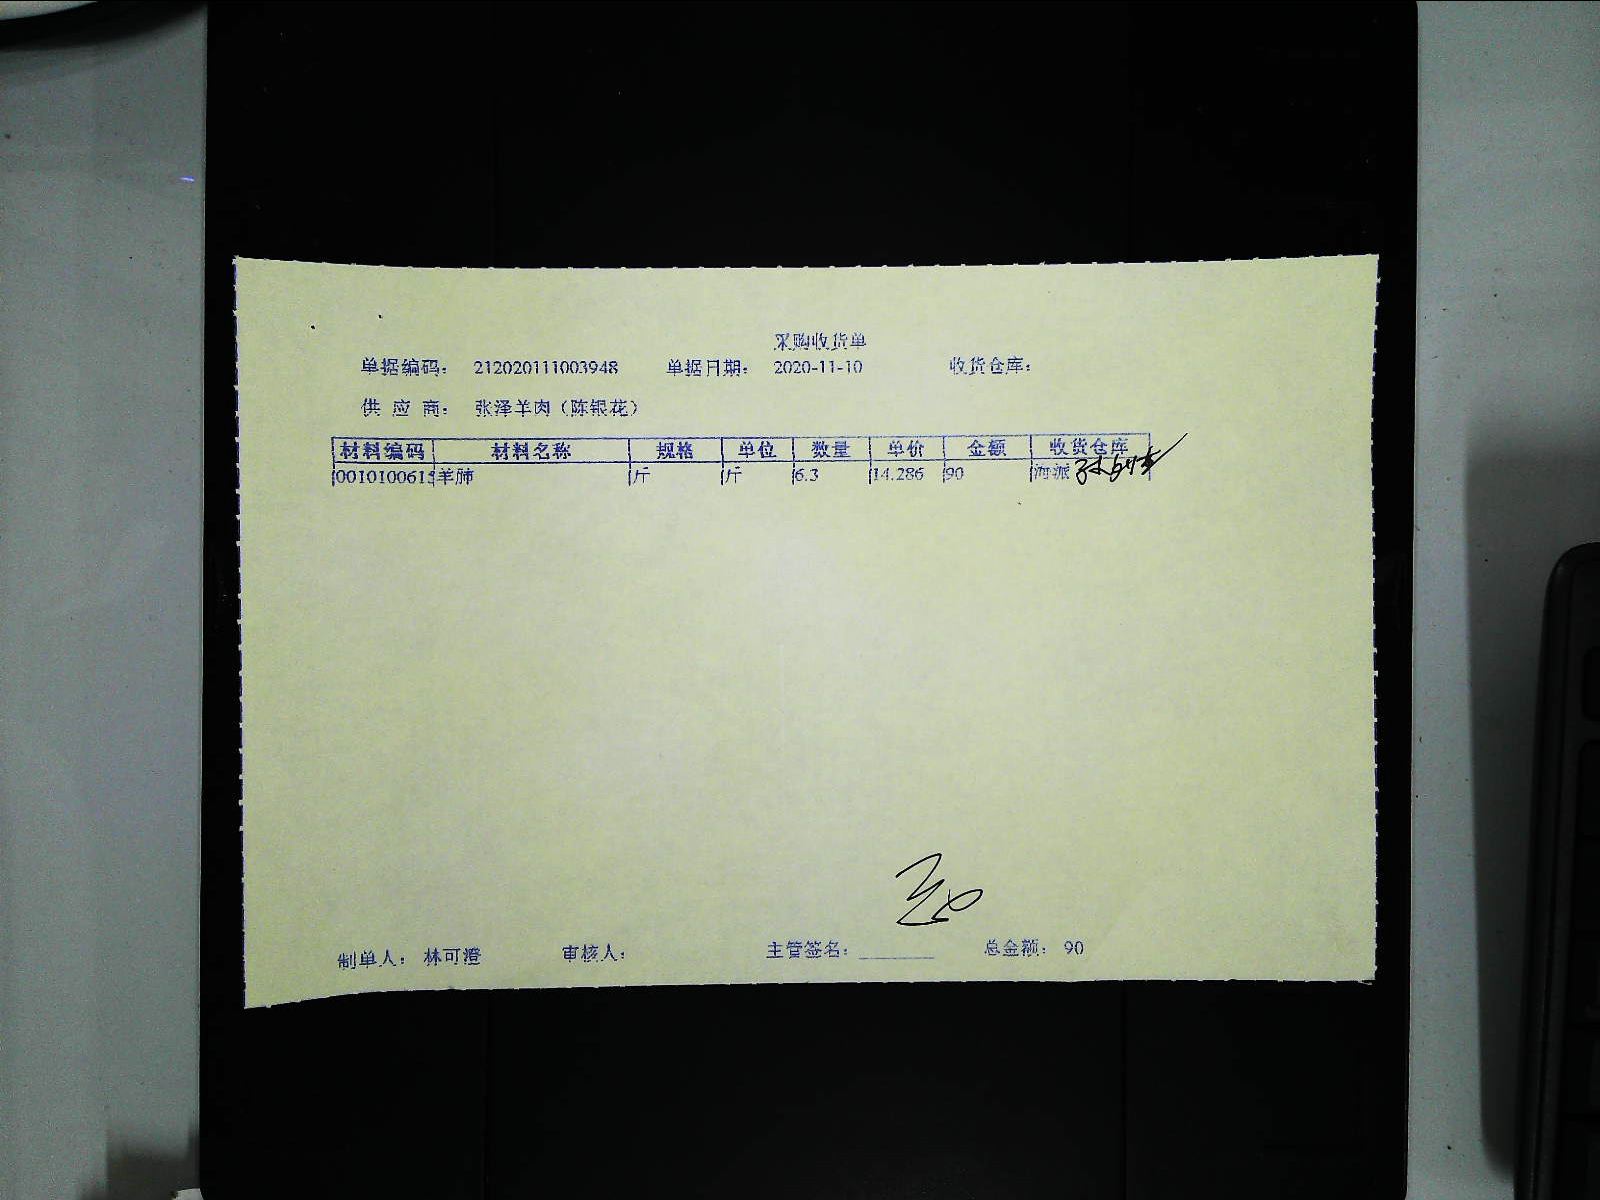 采购收货单
单据编码: 212020111003948 单据日期: 2020-11-10 收货仓库:
供 应 商: 张泽羊肉（陈银花）
材料编码 材料名称 规格 单位 数量 单价 金额 收货仓库
001010061 羊肺 斤 斤 6.3 14.286 90 海派
制单人: 林可澄 审核人: 主管签名: 总金额: 90